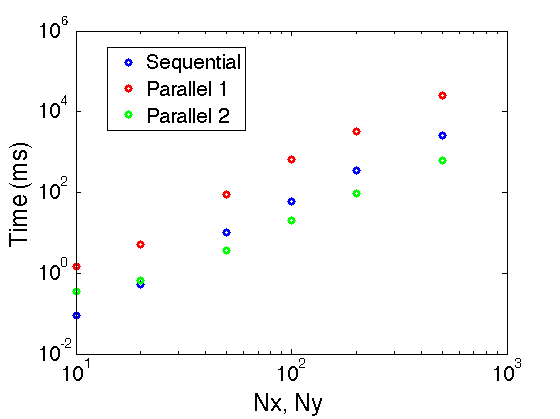 10^6
10^4
10^2
10^0
10^-2
Time (ms)
Sequential
Parallel 1
Parallel 2
10^1
10^2
10^3
Nx, Ny